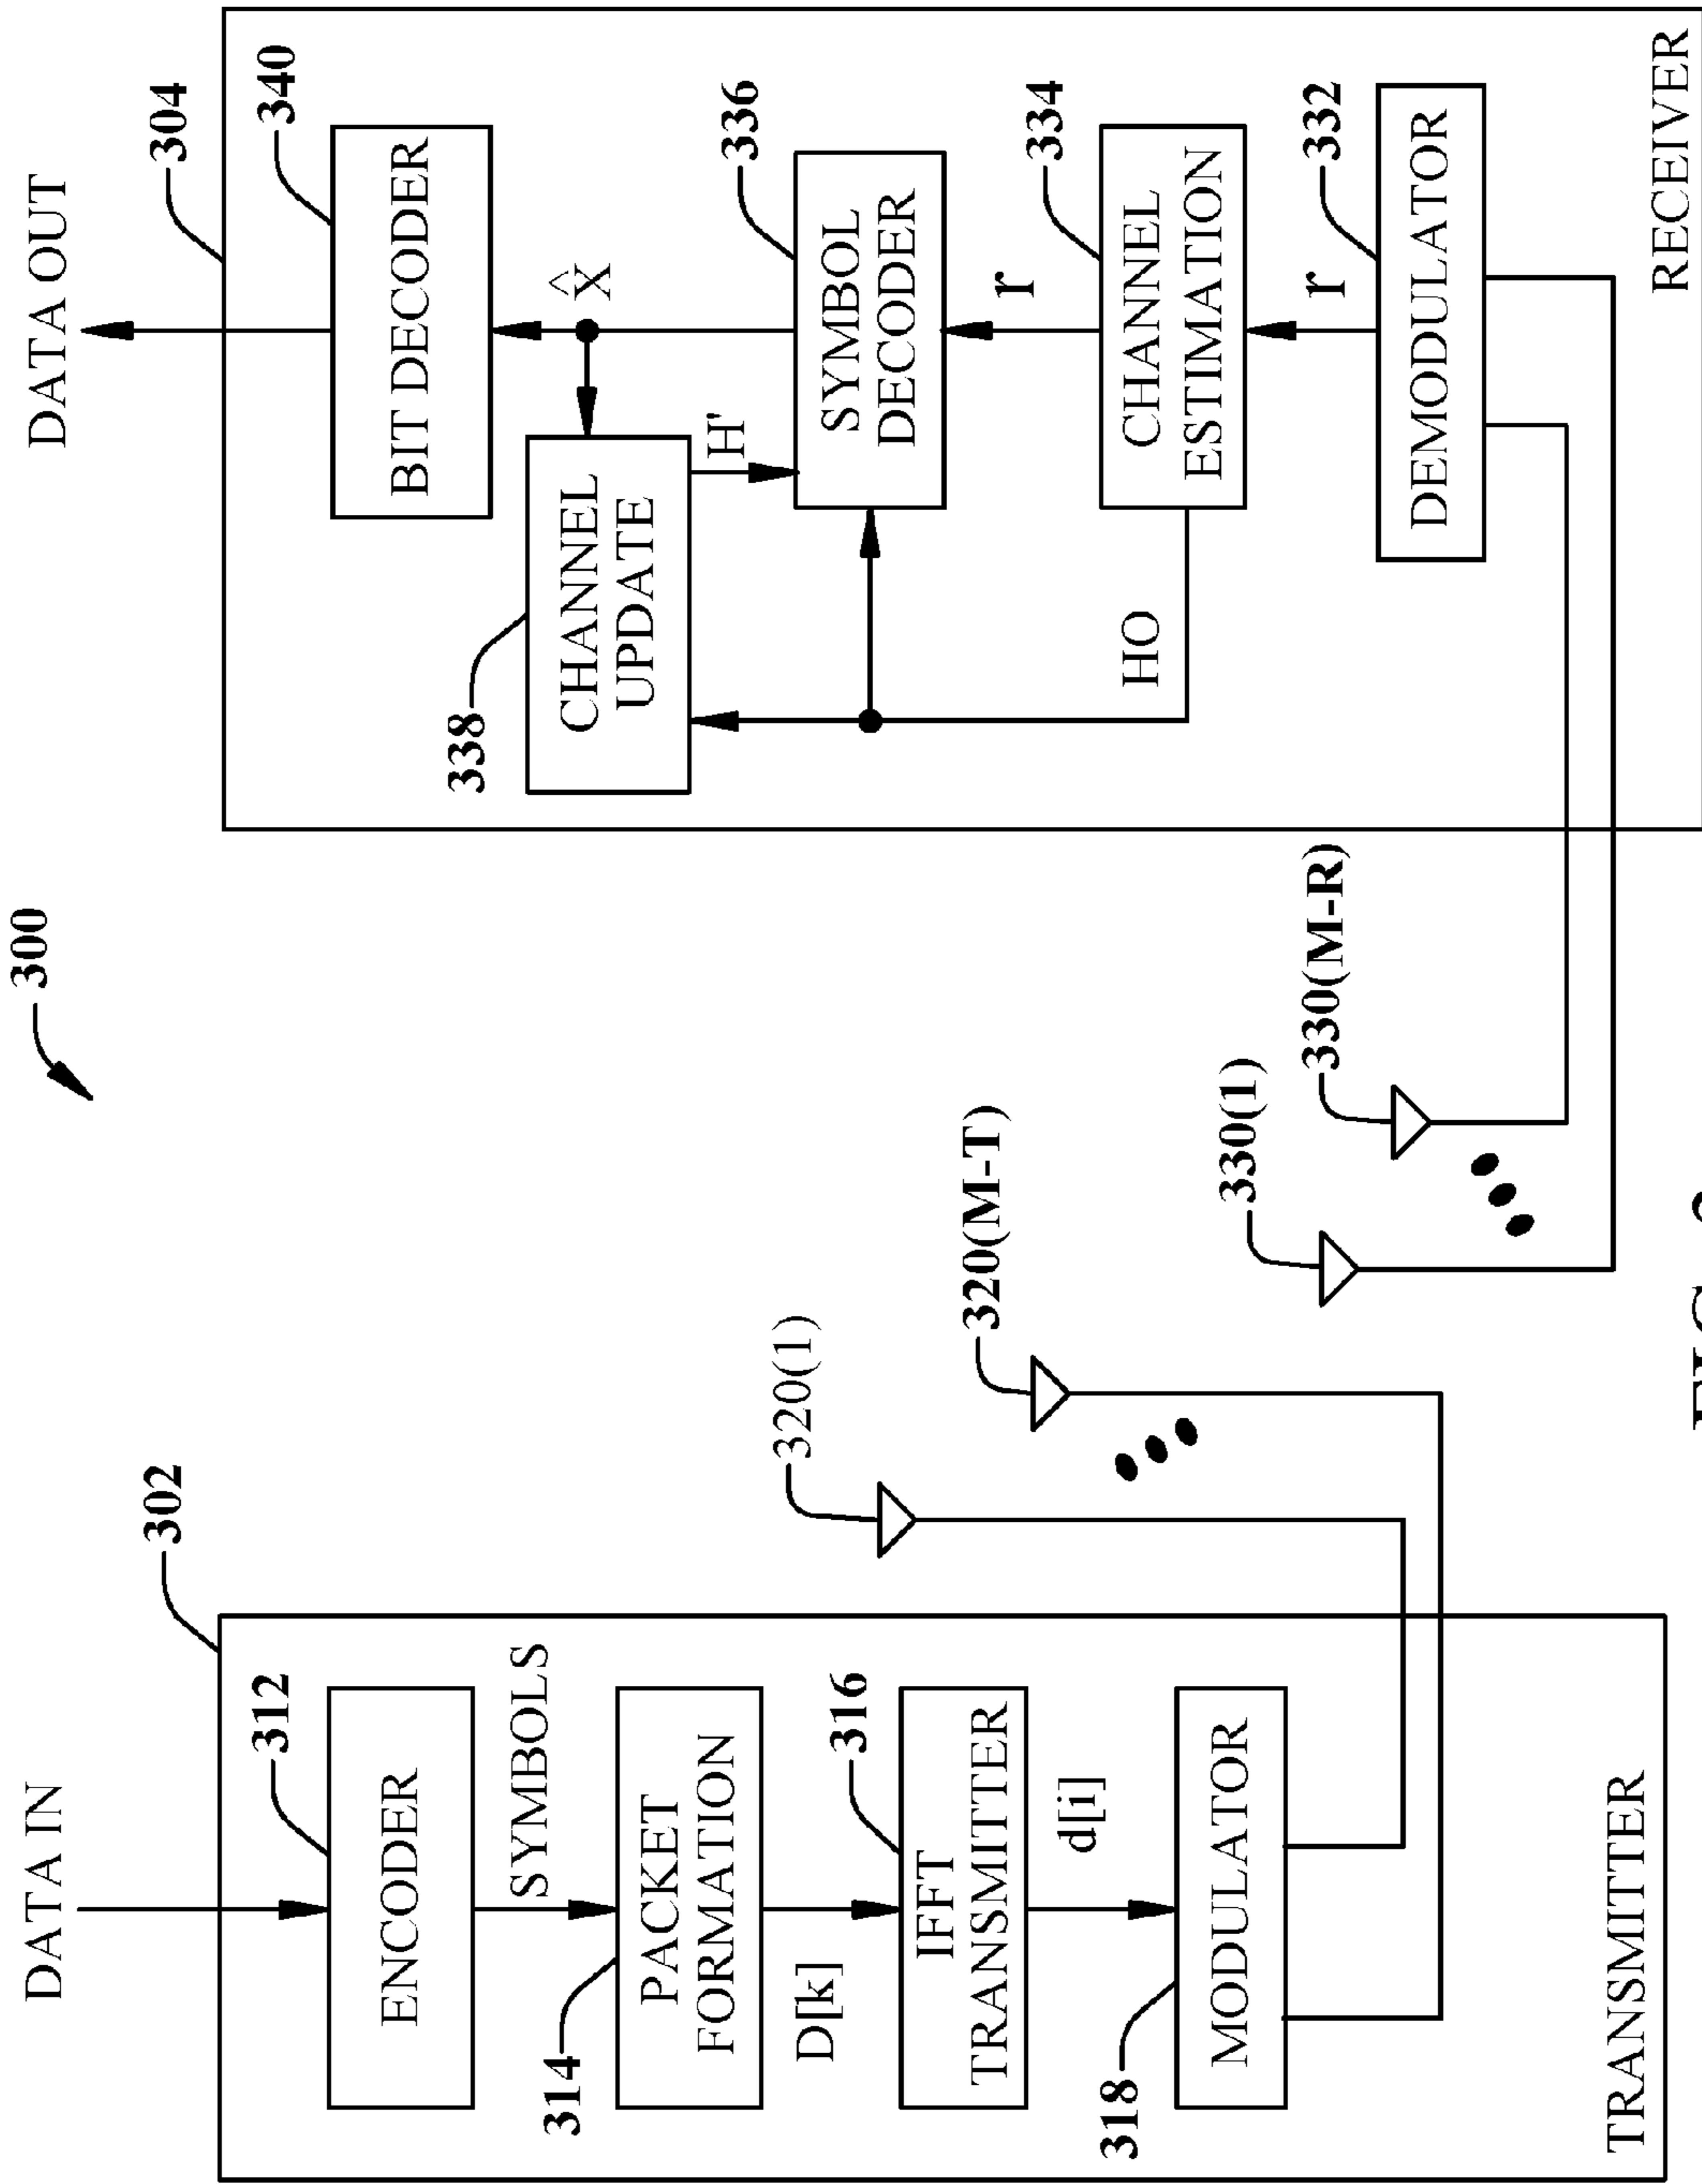 300
DATA IN
302
312
ENCODER
SYMBOLS
314
PACKET
FORMATION
D[k]
316
IFFT
TRANSMITTER
d[i]
318
MODULATOR
TRANSMITTER
320(1)
320(M-T)
330(1)
330(M-R)
DATA OUT
304
340
BIT DECODER
X̂
338
CHANNEL
UPDATE
H'
336
SYMBOL
DECODER
r
334
CHANNEL
ESTIMATION
HO
r
332
DEMODULATOR
RECEIVER